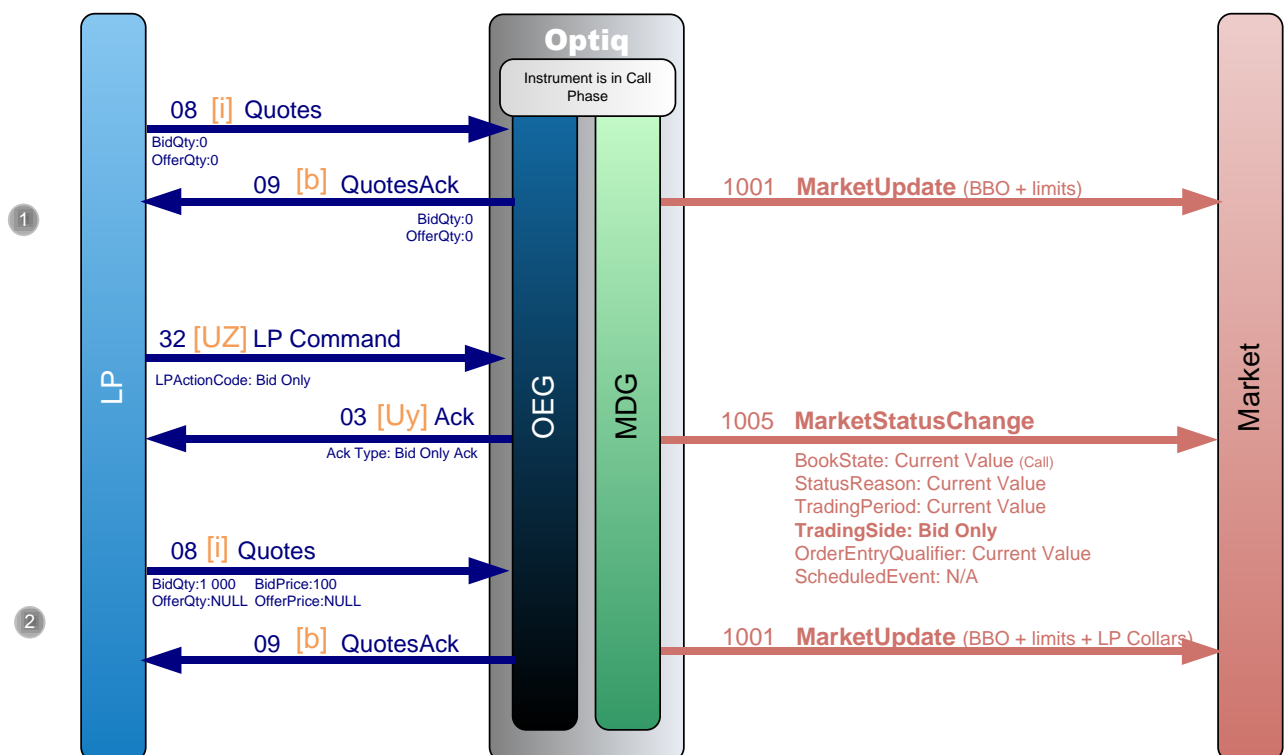 Optiq
Instrument is in Call
Phase
08 [i] Quotes
BidQty:0
OfferQty:0
09 [b] QuotesAck
BidQty:0
OfferQty:0
1001 MarketUpdate (BBO + limits)
1
32 [UZ] LP Command
LPActionCode: Bid Only
03 [Uy] Ack
Ack Type: Bid Only Ack
LP
OEG
MDG
Market
1005 MarketStatusChange
BookState: Current Value (Call)
StatusReason: Current Value
TradingPeriod: Current Value
TradingSide: Bid Only
OrderEntryQualifier: Current Value
ScheduledEvent: N/A
08 [i] Quotes
BidQty:1 000 BidPrice:100
OfferQty:NULL OfferPrice:NULL
2
09 [b] QuotesAck
1001 MarketUpdate (BBO + limits + LP Collars)